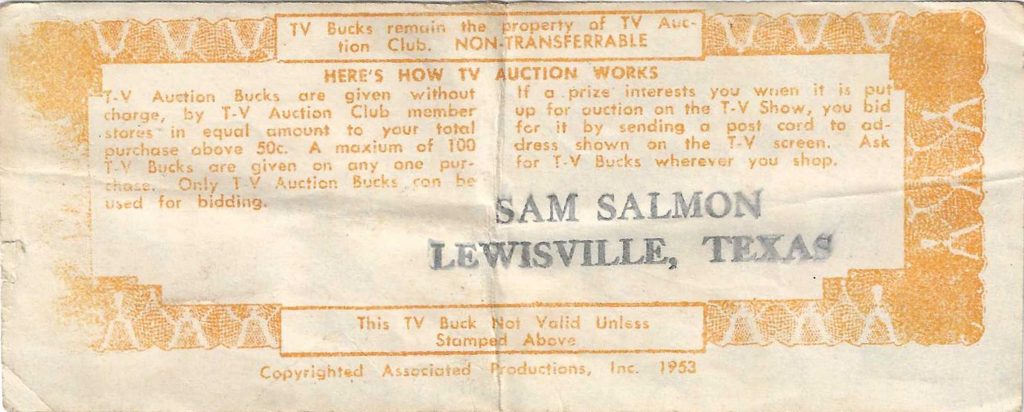 TV Bucks remain the property of TV Auc-
tion Club. NON-TRANSFERRABLE
HERE'S HOW TV AUCTION WORKS
T-V Auction Bucks are given without
charge, by T-V Auction Club member
stores in equal amount to your total
purchase above 50c. A maxium of 100
T-V Bucks are given on any one pur-
chase. Only T-V Auction Bucks can be
used for bidding.
If a prize interests you when it is put
up for auction on the T-V Show, you bid
for it by sending a post card to ad-
dress shown on the T-V screen. Ask
for T-V Bucks wherever you shop.
SAM SALMON
LEWISVILLE, TEXAS
This TV Buck Not Valid Unless
Stamped Above
Copyrighted Associated Productions, Inc. 1953